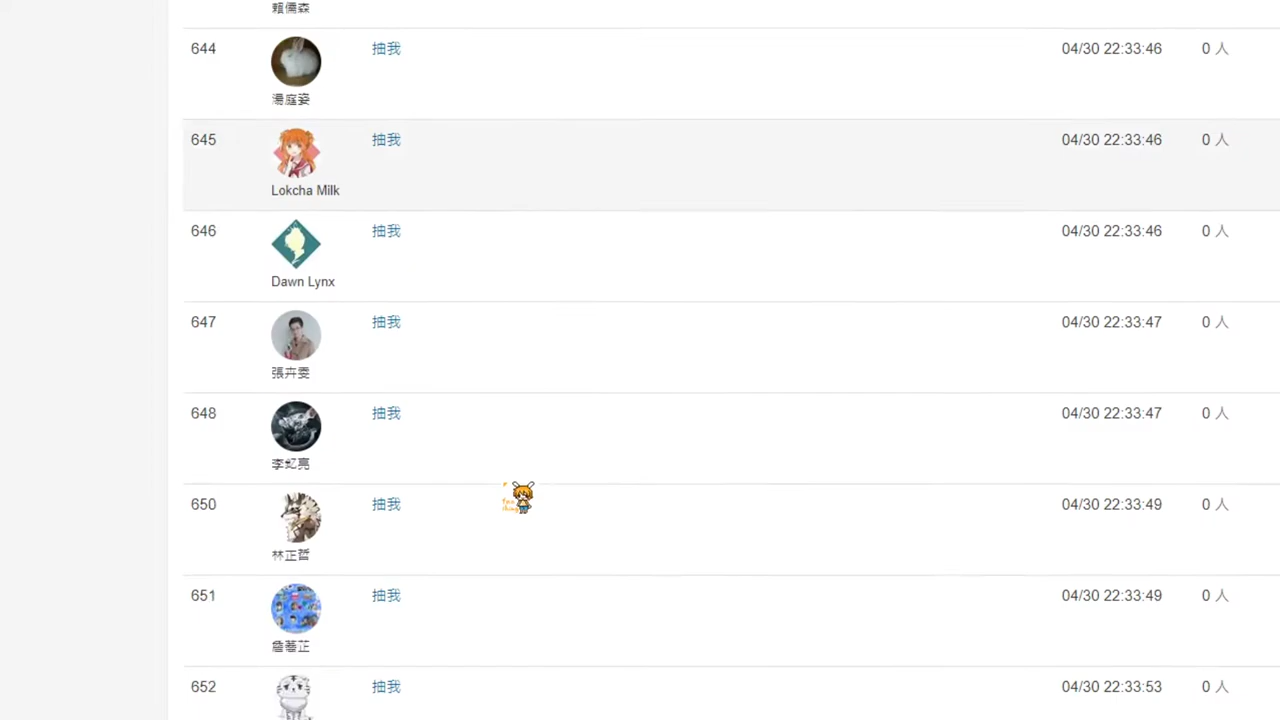 賴儒森
644 抽我 04/30 22:33:46 0 人
湯庭姿
645 抽我 04/30 22:33:46 0 人
Lokcha Milk
646 抽我 04/30 22:33:46 0 人
Dawn Lynx
647 抽我 04/30 22:33:47 0 人
648 抽我 04/30 22:33:47 0 人
650 抽我 04/30 22:33:49 0 人
林正哲
651 抽我 04/30 22:33:49 0 人
652 抽我 04/30 22:33:53 0 人